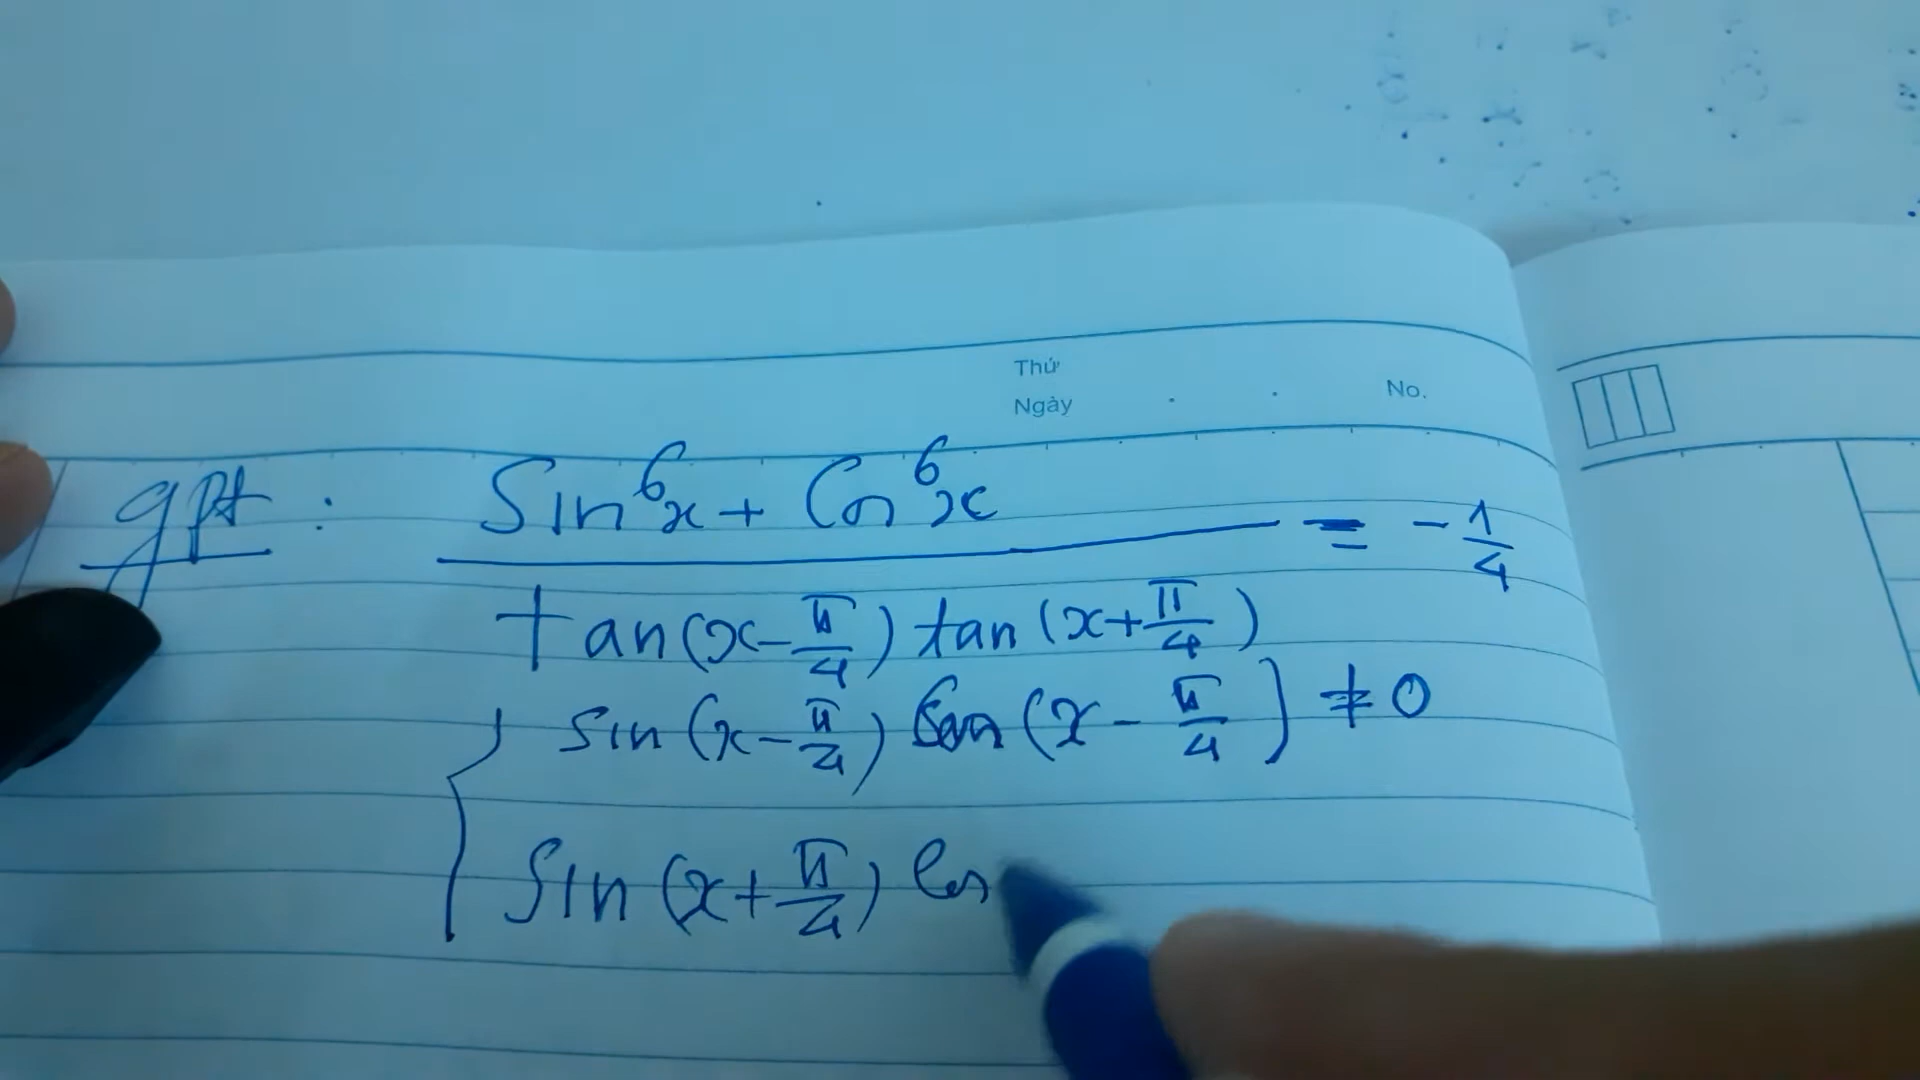 Thứ
Ngày . . No.
gpt : Sin⁶x + Cos⁶x / tan(x - π/4) tan(x + π/4) = - 1/4
sin(x - π/4) Cos(x - π/4) ≠ 0
Sin(x + π/4) Cos